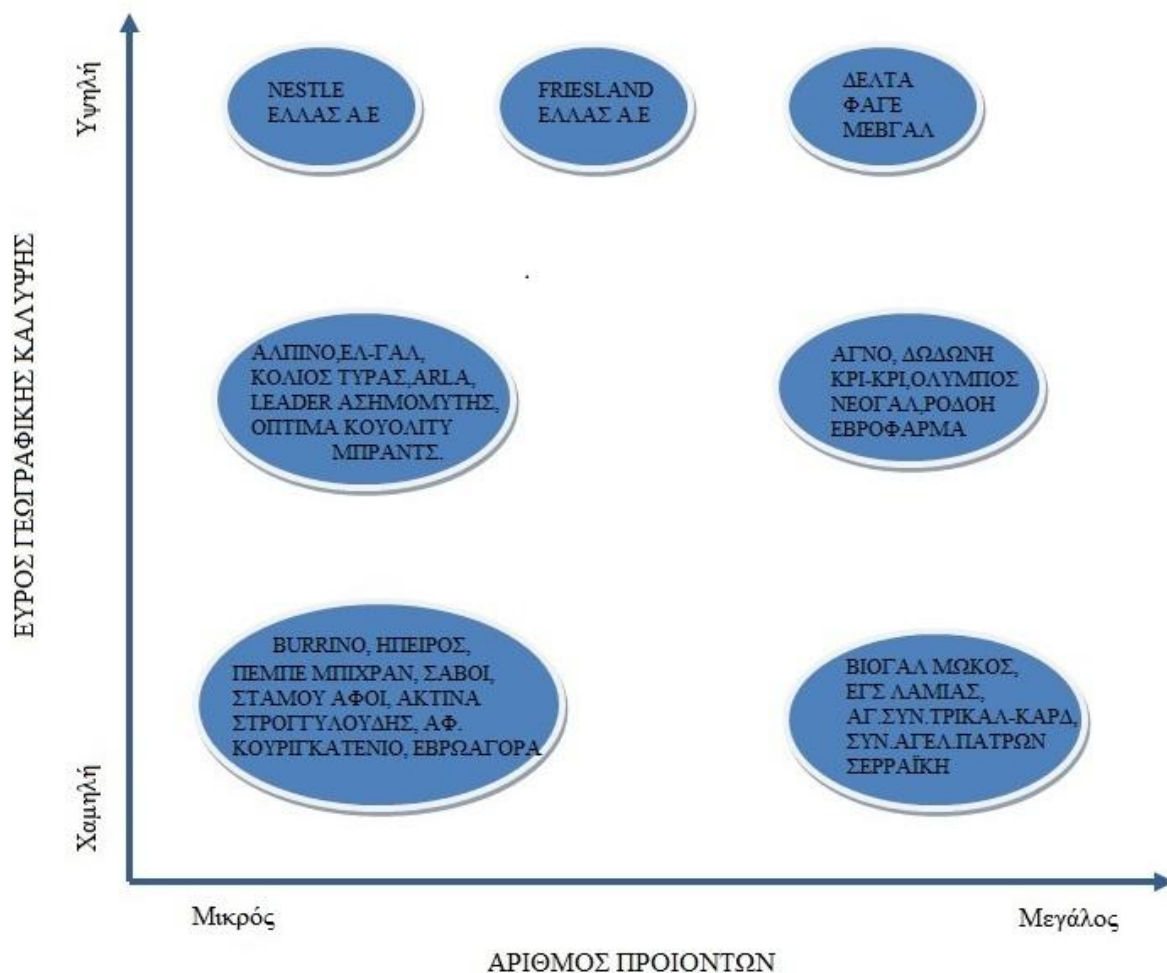 Υψηλή
NESTLE
ΕΛΛΑΣ Α.Ε
FRIESLAND
ΕΛΛΑΣ Α.Ε
ΔΕΛΤΑ
ΦΑΓΕ
ΜΕΒΓΑΛ
ΕΥΡΟΣ ΓΕΩΓΡΑΦΙΚΗΣ ΚΑΛΥΨΗΣ
ΑΛΠΙΝΟ,ΕΛ-ΓΑΛ,
ΚΟΛΙΟΣ ΤΥΡΑΣ,ARLA,
LEADER ΑΣΗΜΟΜΥΤΗΣ,
ΟΠΤΙΜΑ ΚΟΥΟΛΙΤΥ
ΜΠΡΑΝΤΣ.
ΑΓΝΟ, ΔΩΔΩΝΗ
ΚΡΙ-ΚΡΙ,ΟΛΥΜΠΟΣ
ΝΕΟΓΑΛ,ΡΟΔΟΗ
ΕΒΡΟΦΑΡΜΑ
BURRINO, ΗΠΕΙΡΟΣ,
ΠΕΜΠΕ ΜΠΙΧΡΑΝ, ΣΑΒΟΙ,
ΣΤΑΜΟΥ ΑΦΟΙ, ΑΚΤΙΝΑ
ΣΤΡΟΓΓΥΛΟΥΔΗΣ, ΑΦ.
ΚΟΥΡΙΓΚΑΤΕΝΙΟ, ΕΒΡΩΑΓΟΡΑ
ΒΙΟΓΑΛ ΜΩΚΟΣ,
ΕΓΣ ΛΑΜΙΑΣ,
ΑΓ.ΣΥΝ.ΤΡΙΚΑΛ-ΚΑΡΔ,
ΣΥΝ.ΑΓΕΛ.ΠΑΤΡΩΝ
ΣΕΡΡΑΪΚΗ
Χαμηλή
Μικρός
Μεγάλος
ΑΡΙΘΜΟΣ ΠΡΟΙΟΝΤΩΝ